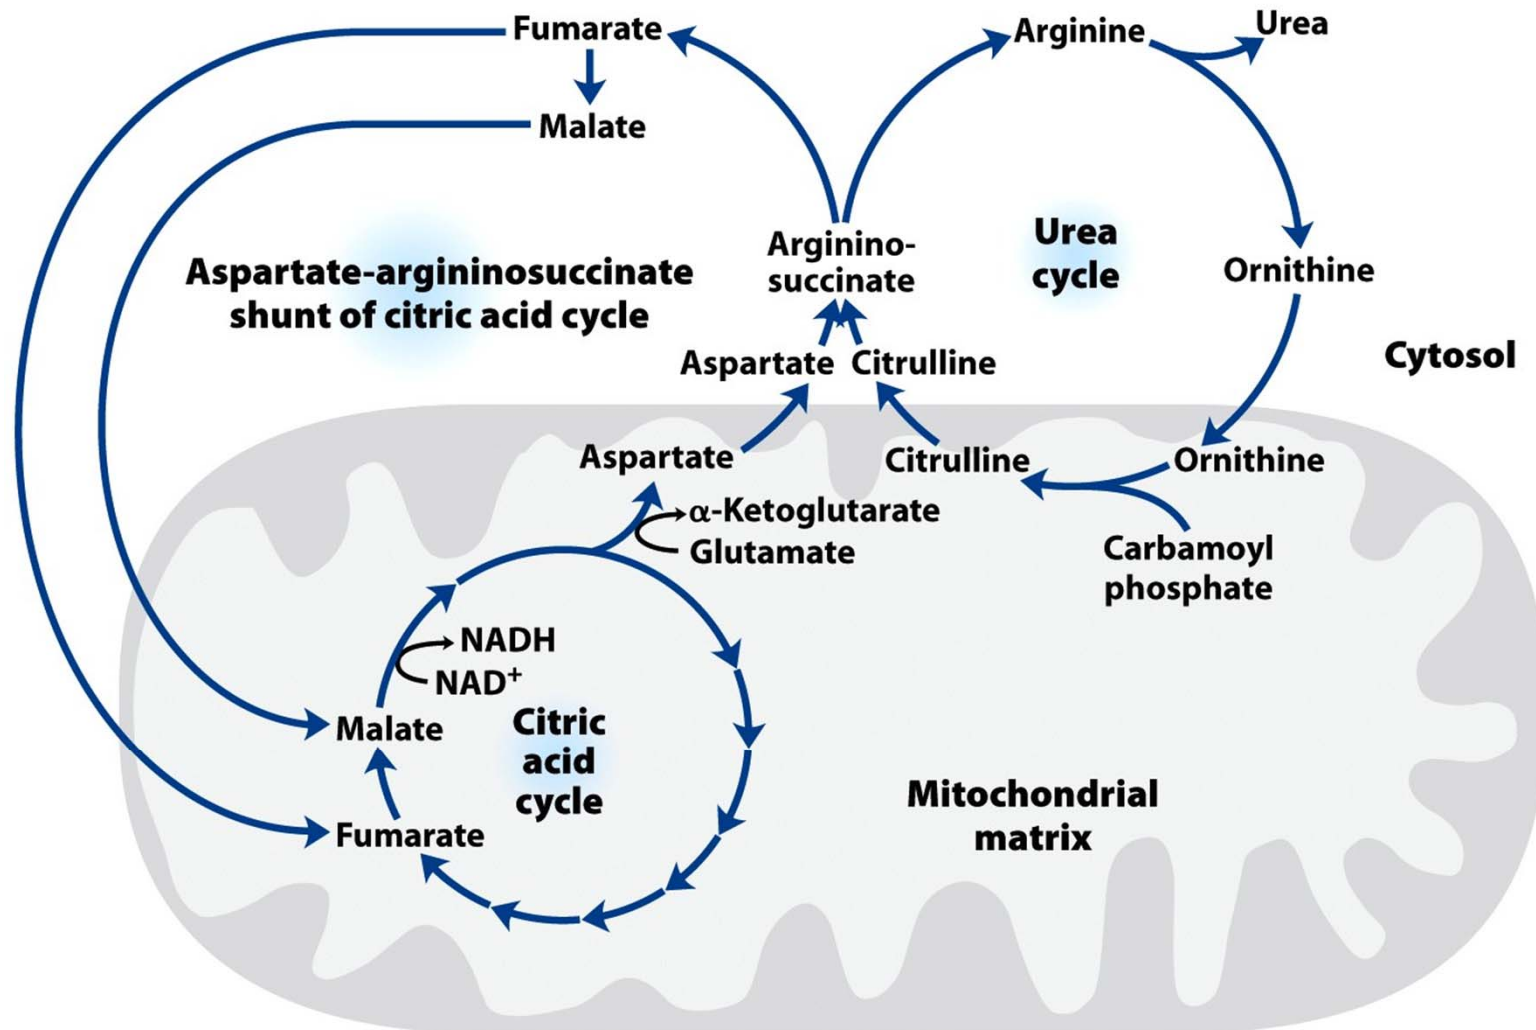 Fumarate
Arginine
Urea
Malate
Arginino-
succinate
Urea
cycle
Aspartate-argininosuccinate
shunt of citric acid cycle
Ornithine
Cytosol
Aspartate
Citrulline
Aspartate
Citrulline
Ornithine
α-Ketoglutarate
Glutamate
Carbamoyl
phosphate
NADH
NAD⁺
Malate
Citric
acid
cycle
Fumarate
Mitochondrial
matrix